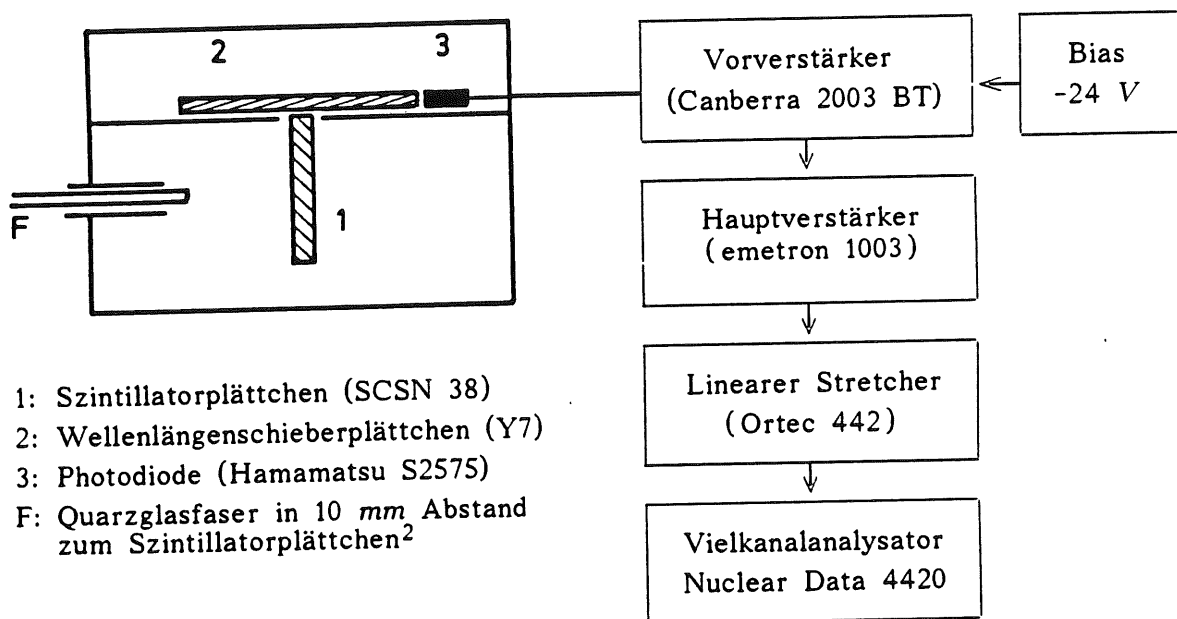 2
3
1
F
Vorverstärker
(Canberra 2003 BT)
Bias
-24 V
Hauptverstärker
(emetron 1003)
Linearer Stretcher
(Ortec 442)
Vielkanalanalysator
Nuclear Data 4420
1: Szintillatorplättchen (SCSN 38)
2: Wellenlängenschieberplättchen (Y7)
3: Photodiode (Hamamatsu S2575)
F: Quarzglasfaser in 10 mm Abstand
zum Szintillatorplättchen²